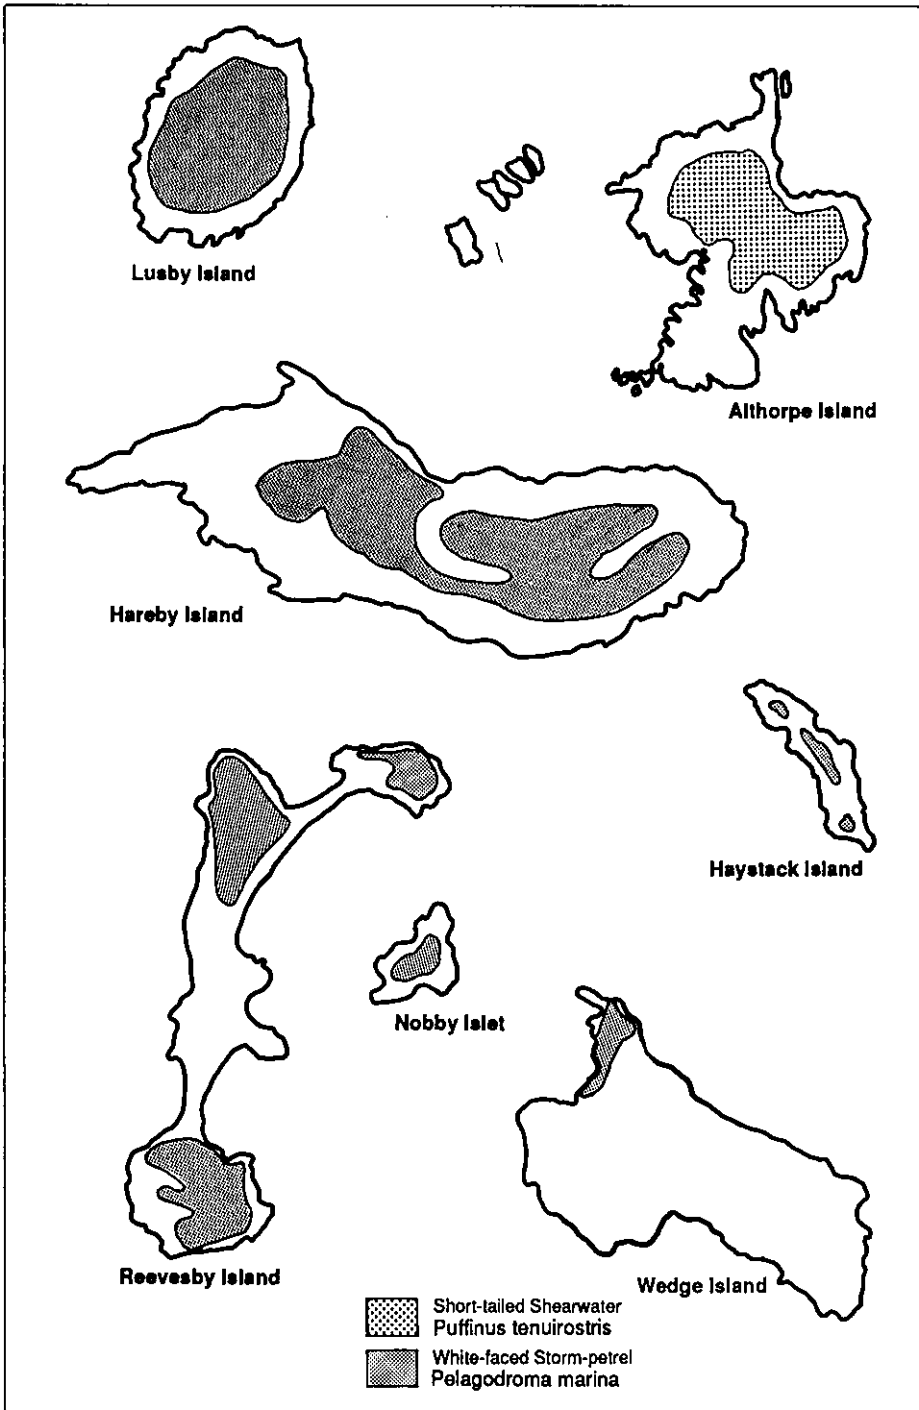 Lusby Island
Althorpe Island
Hareby Island
Haystack Island
Nobby Islet
Reevesby Island
Wedge Island
Short-tailed Shearwater
Puffinus tenuirostris
White-faced Storm-petrel
Pelagodroma marina